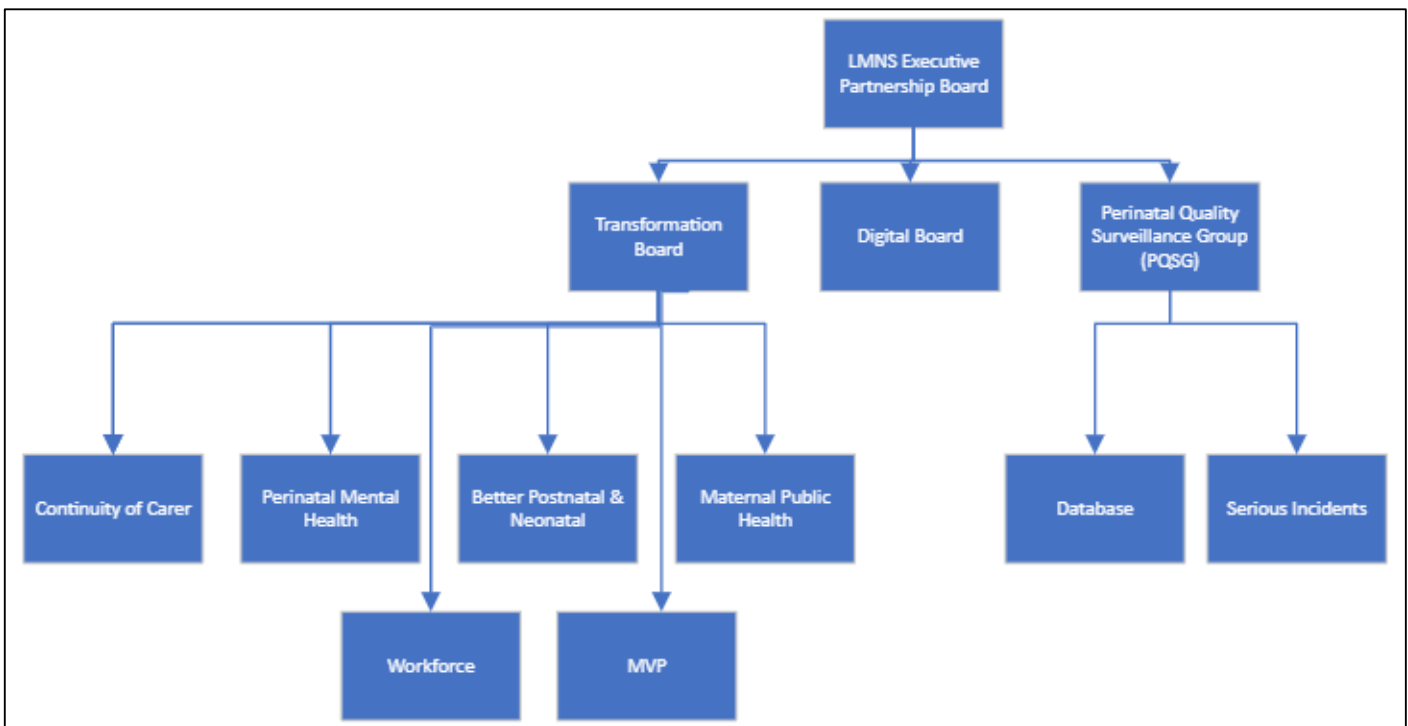 LMNS Executive
Partnership Board
Transformation
Board
Digital Board
Perinatal Quality
Surveillance Group
(PQSG)
Continuity of Carer
Perinatal Mental
Health
Better Postnatal &
Neonatal
Maternal Public
Health
Database
Serious Incidents
Workforce
MVP